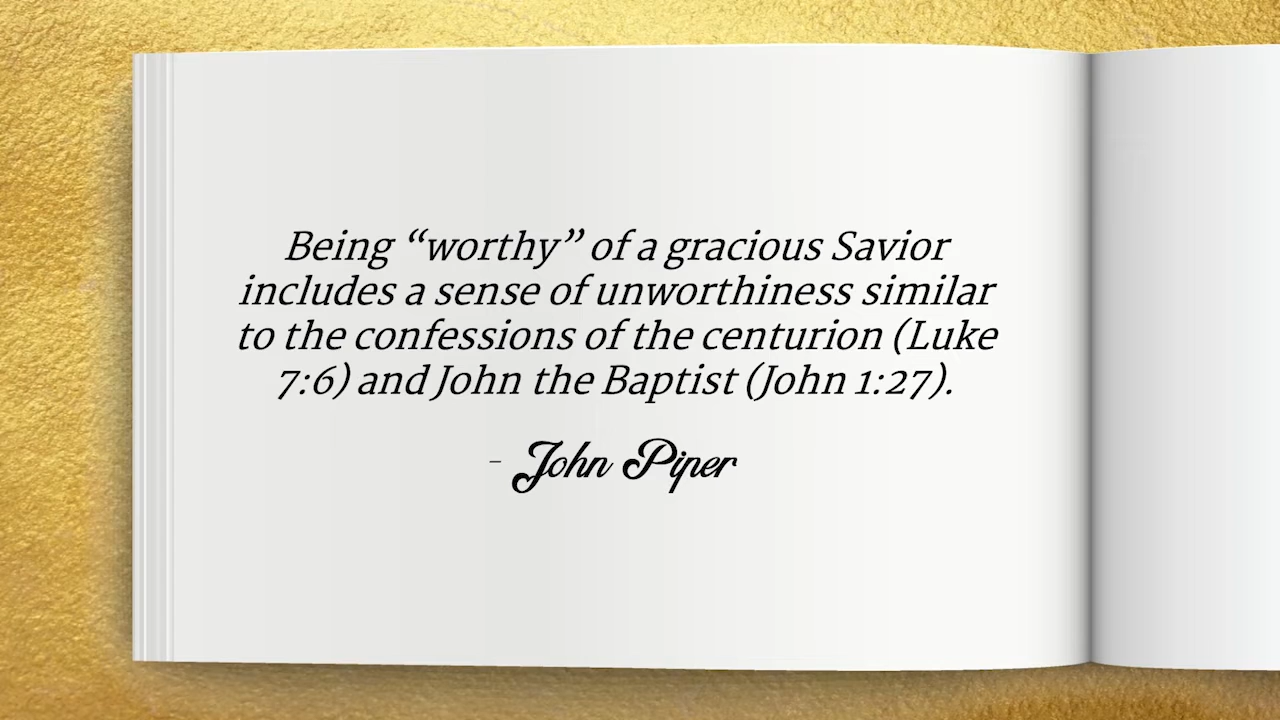 Being “worthy” of a gracious Savior
includes a sense of unworthiness similar
to the confessions of the centurion (Luke
7:6) and John the Baptist (John 1:27).
- John Piper